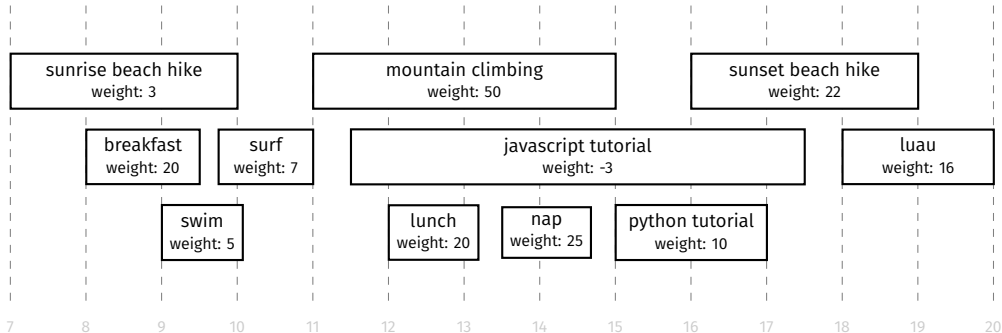 sunrise beach hike
weight: 3
mountain climbing
weight: 50
sunset beach hike
weight: 22
breakfast
weight: 20
surf
weight: 7
javascript tutorial
weight: -3
luau
weight: 16
swim
weight: 5
lunch
weight: 20
nap
weight: 25
python tutorial
weight: 10
7 8 9 10 11 12 13 14 15 16 17 18 19 20